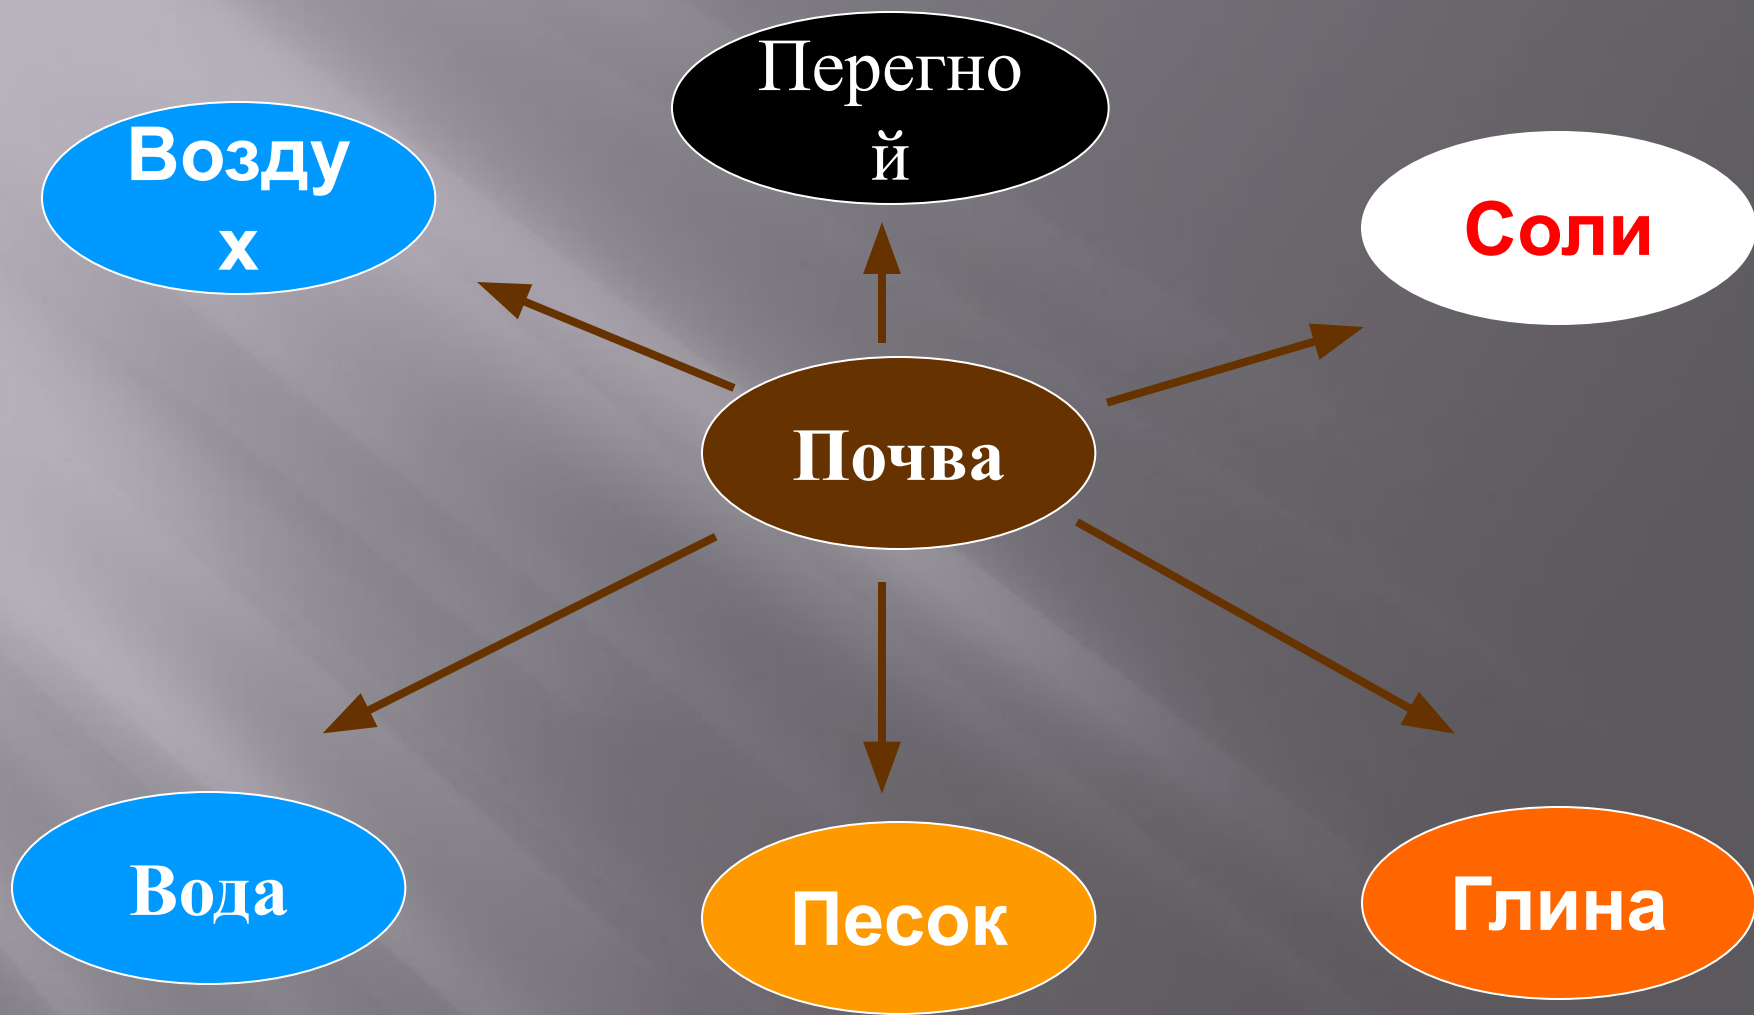 Перегно
й
Возду
х
Соли
Почва
Вода
Песок
Глина